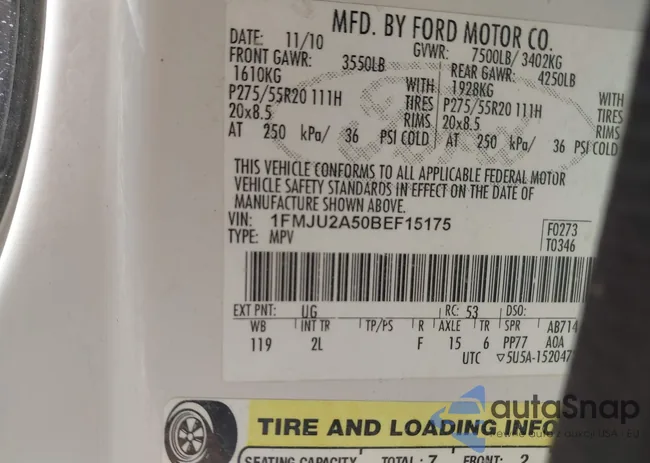 MFD. BY FORD MOTOR CO.
DATE: 11/10 GVWR: 7500LB/ 3402KG
FRONT GAWR: 3550LB REAR GAWR: 4250LB
1610KG WITH 1928KG WITH
P275/55R20 111H TIRES P275/55R20 111H TIRES
20x8.5 RIMS 20x8.5 RIMS
AT 250 kPa/ 36 PSI COLD AT 250 kPa/ 36 PSI COLD
THIS VEHICLE CONFORMS TO ALL APPLICABLE FEDERAL MOTOR
VEHICLE SAFETY STANDARDS IN EFFECT ON THE DATE OF
MANUFACTURE SHOWN ABOVE.
VIN: 1FMJU2A50BEF15175 F0273
TYPE: MPV T0346
EXT PNT: UG RC: 53 DSO:
WB INT TR TP/PS R AXLE TR SPR AB714
119 2L F 15 6 PP77 AOA
UTC ▽5U5A-152047
TIRE AND LOADING INFO
SEATING CAPACITY TOTAL: 7 FRONT: 2
autoSnap